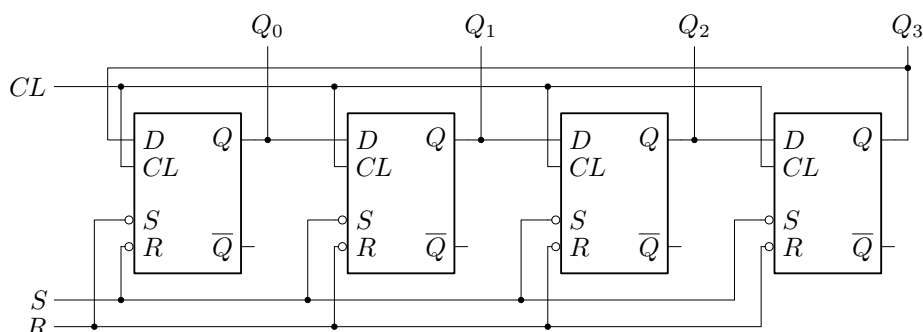 Q₀ Q₁ Q₂ Q₃
CL
D Q D Q D Q D Q
CL CL CL CL
S S S S
R Q̅ R Q̅ R Q̅ R Q̅
S
R